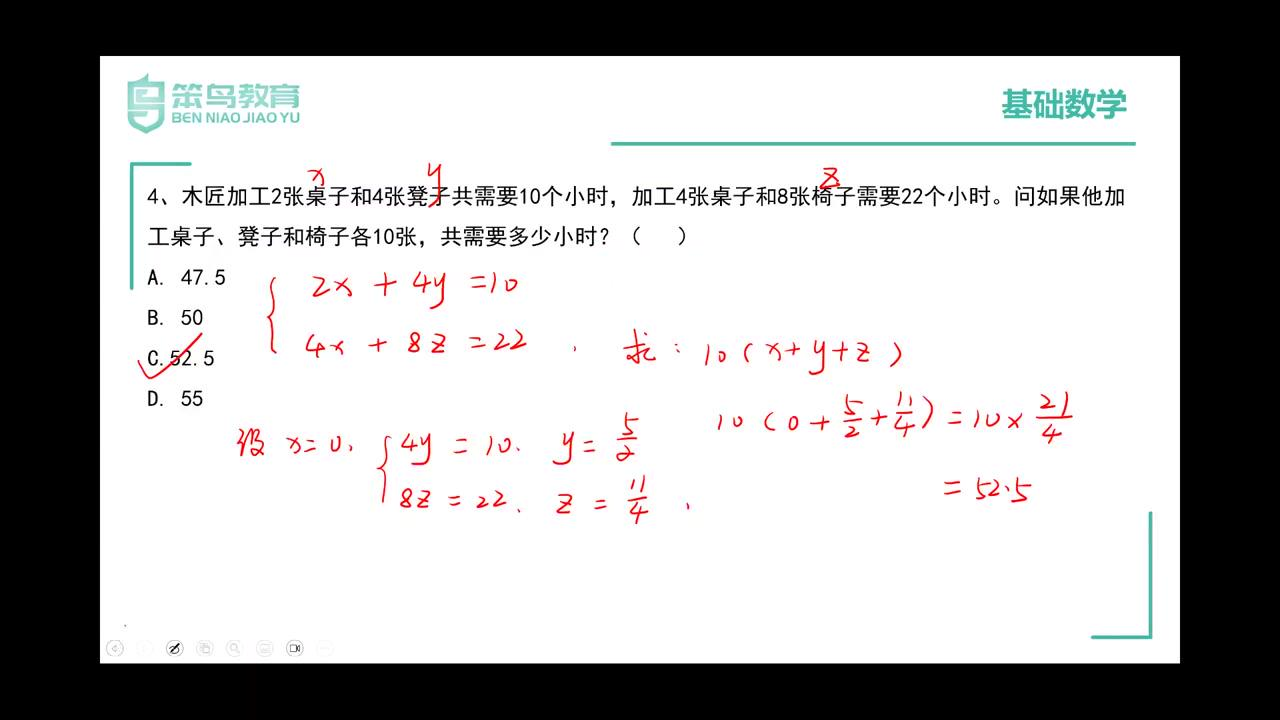 笨鸟教育
BEN NIAO JIAO YU
基础数学
x y z
4、木匠加工2张桌子和4张凳子共需要10个小时，加工4张桌子和8张椅子需要22个小时。问如果他加
工桌子、凳子和椅子各10张，共需要多少小时？（ ）
A. 47.5
B. 50
C.52.5
D. 55
2x + 4y = 10
4x + 8z = 22 . 求：10(x+y+z)
10(0+5/2+11/4) = 10×21/4
= 52.5
设 x=0, 4y = 10. y = 5/2
8z = 22. z = 11/4 .